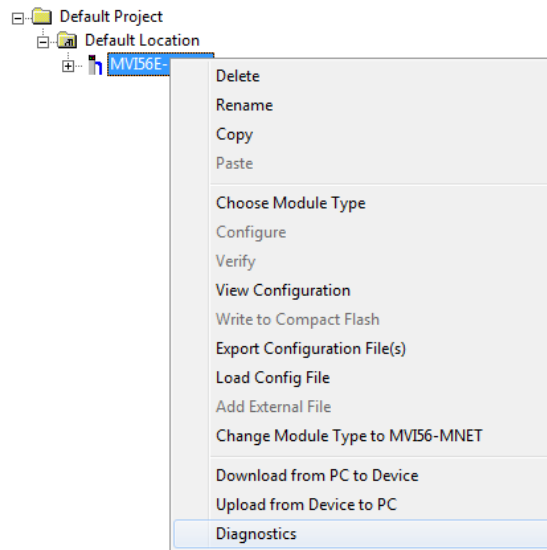 Default Project
Default Location
MVI56E-
Delete
Rename
Copy
Paste
Choose Module Type
Configure
Verify
View Configuration
Write to Compact Flash
Export Configuration File(s)
Load Config File
Add External File
Change Module Type to MVI56-MNET
Download from PC to Device
Upload from Device to PC
Diagnostics